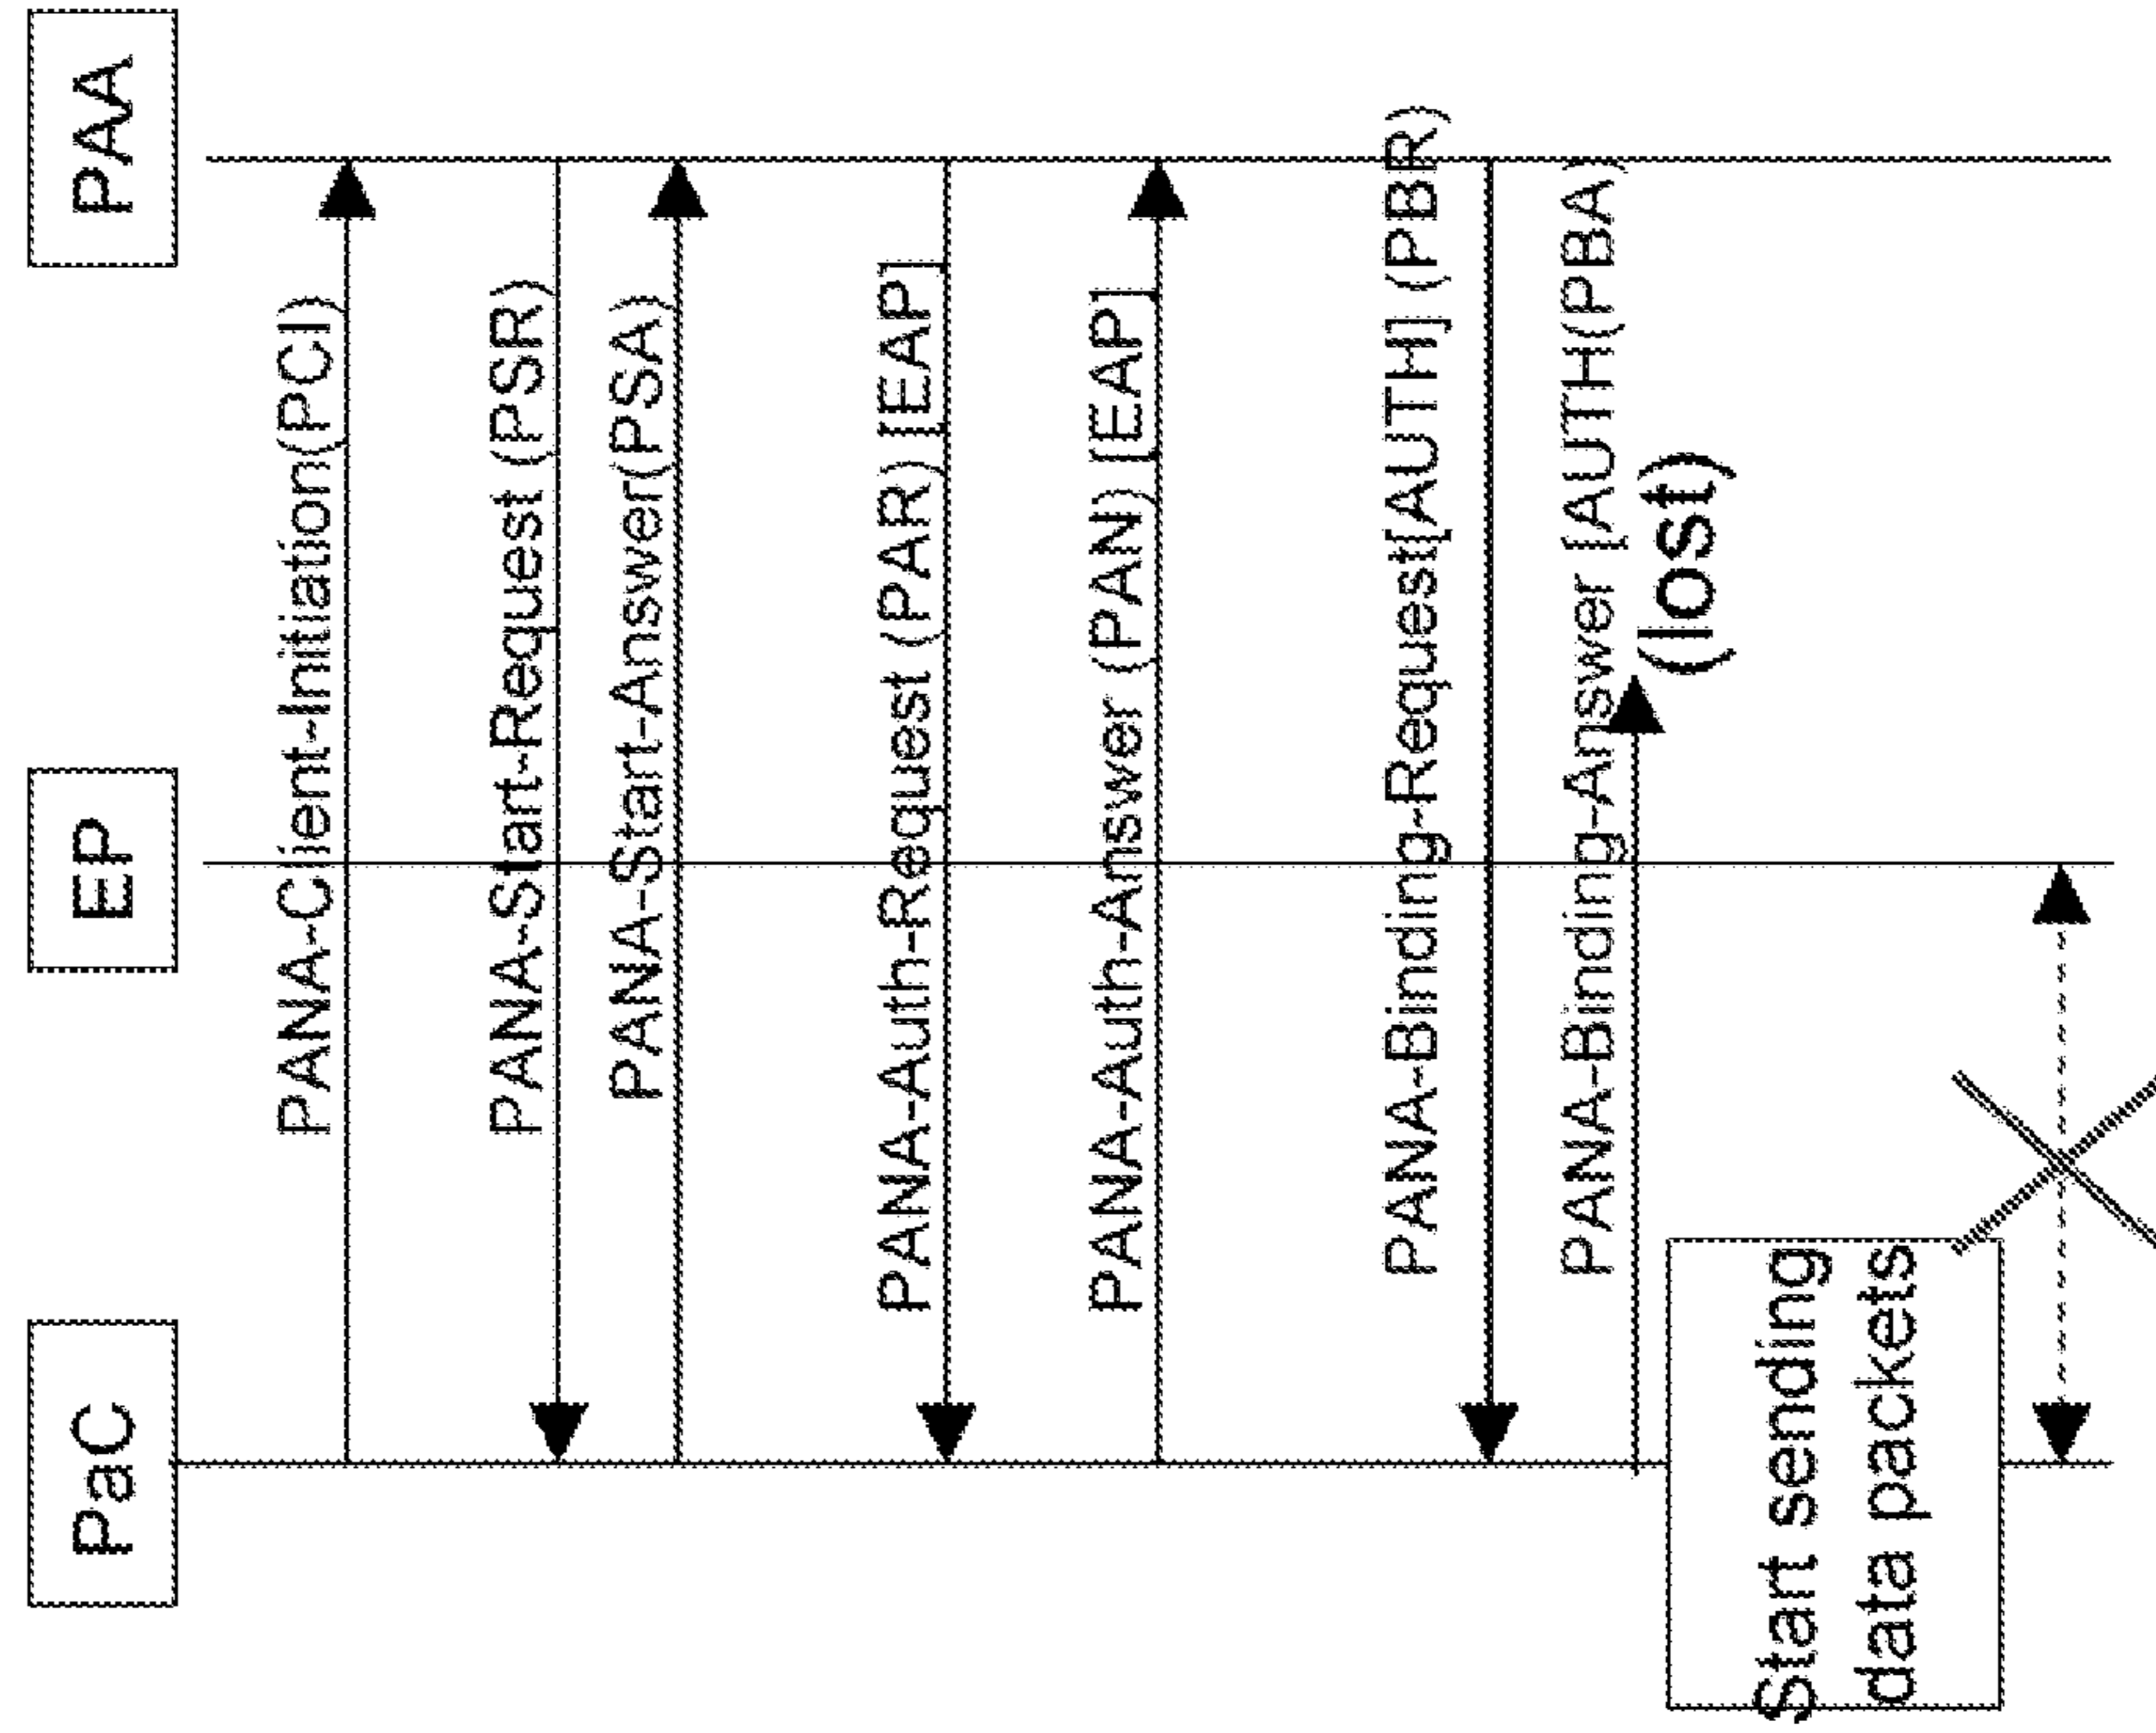 PaC
EP
PAA
PANA-Client-Initiation(PCI)
PANA-Start-Request (PSR)
PANA-Start-Answer(PSA)
PANA-Auth-Request (PAR) [EAP]
PANA-Auth-Answer (PAN) [EAP]
PANA-Binding-Request[AUTH] (PBR)
PANA-Binding-Answer [AUTH(PBA)
(lost)
Start sending
data packets